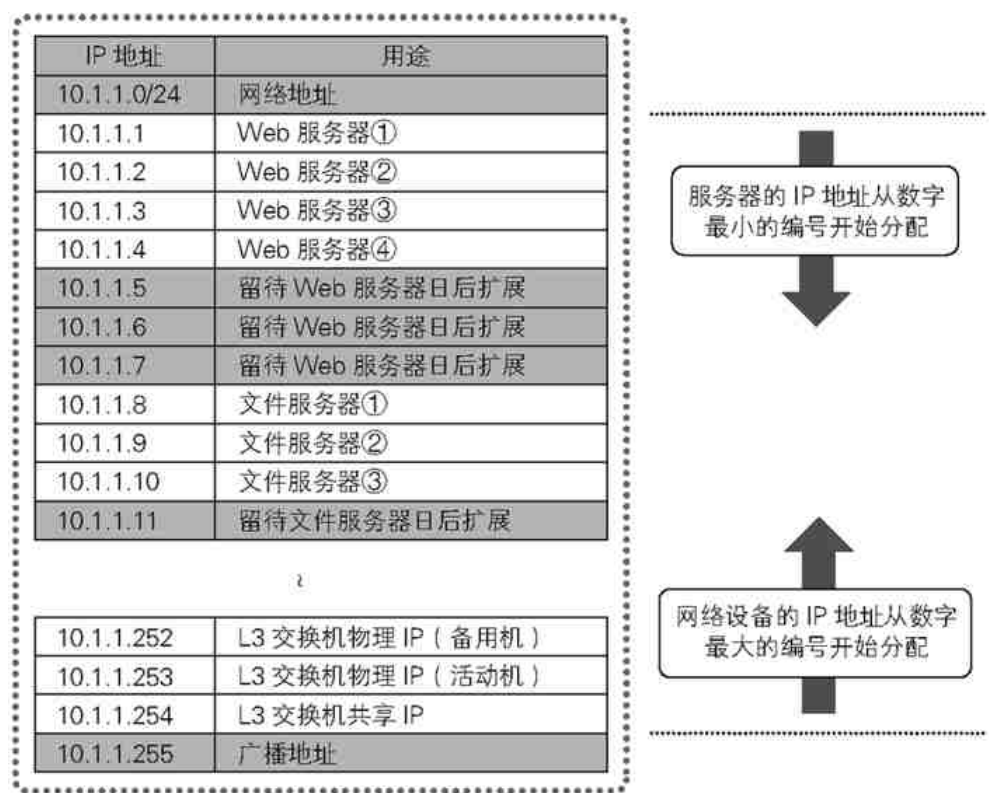 IP 地址 用途
10.1.1.0/24 网络地址
10.1.1.1 Web 服务器①
10.1.1.2 Web 服务器②
10.1.1.3 Web 服务器③
10.1.1.4 Web 服务器④
10.1.1.5 留待 Web 服务器日后扩展
10.1.1.6 留待 Web 服务器日后扩展
10.1.1.7 留待 Web 服务器日后扩展
10.1.1.8 文件服务器①
10.1.1.9 文件服务器②
10.1.1.10 文件服务器③
10.1.1.11 留待文件服务器日后扩展
~
10.1.1.252 L3 交换机物理 IP（备用机）
10.1.1.253 L3 交换机物理 IP（活动机）
10.1.1.254 L3 交换机共享 IP
10.1.1.255 广播地址
服务器的 IP 地址从数字
最小的编号开始分配
网络设备的 IP 地址从数字
最大的编号开始分配